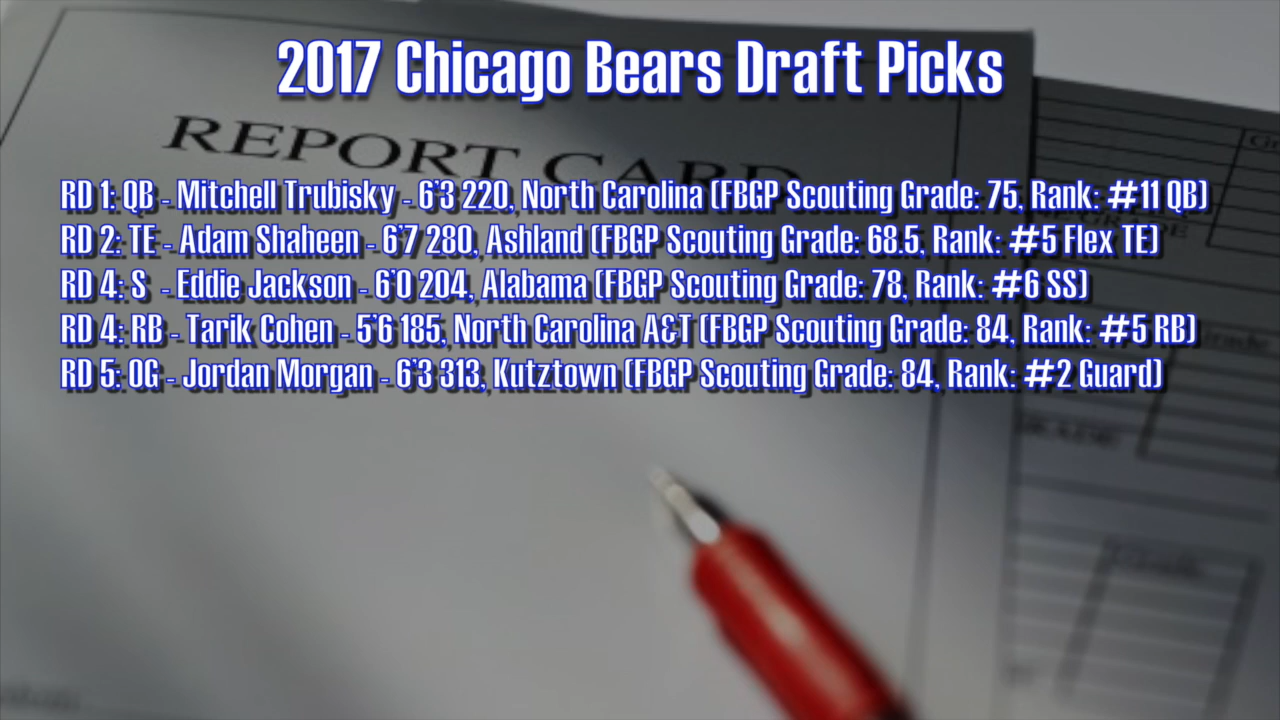 2017 Chicago Bears Draft Picks
REPORT CARD
RD 1: QB - Mitchell Trubisky - 6'3 220, North Carolina (FBGP Scouting Grade: 75, Rank: #11 QB)
RD 2: TE - Adam Shaheen - 6'7 280, Ashland (FBGP Scouting Grade: 68.5, Rank: #5 Flex TE)
RD 4: S - Eddie Jackson - 6'0 204, Alabama (FBGP Scouting Grade: 78, Rank: #6 SS)
RD 4: RB - Tarik Cohen - 5'6 185, North Carolina A&T (FBGP Scouting Grade: 84, Rank: #5 RB)
RD 5: OG - Jordan Morgan - 6'3 313, Kutztown (FBGP Scouting Grade: 84, Rank: #2 Guard)